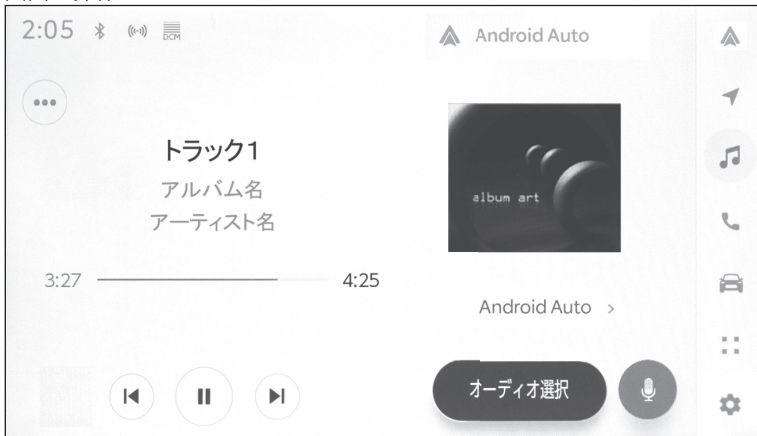 2:05
DCM
Android Auto
トラック1
アルバム名
アーティスト名
album art
3:27
4:25
Android Auto
オーディオ選択